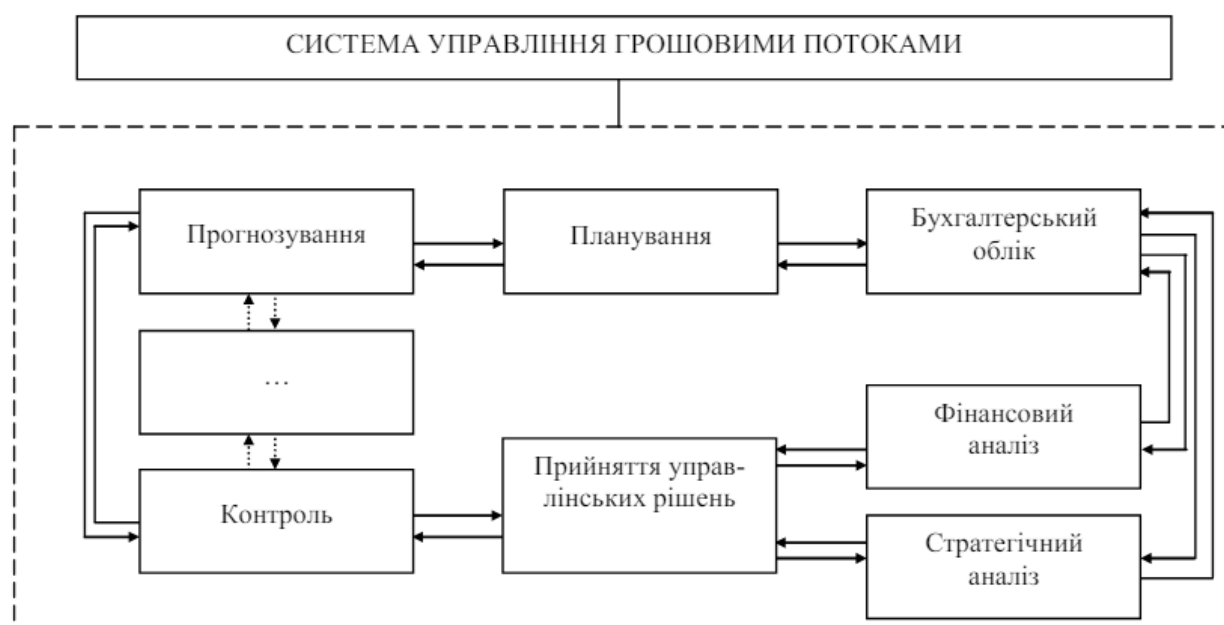 СИСТЕМА УПРАВЛІННЯ ГРОШОВИМИ ПОТОКАМИ
Прогнозування
Планування
Бухгалтерський
облік
…
Фінансовий
аналіз
Прийняття управ-
лінських рішень
Контроль
Стратегічний
аналіз